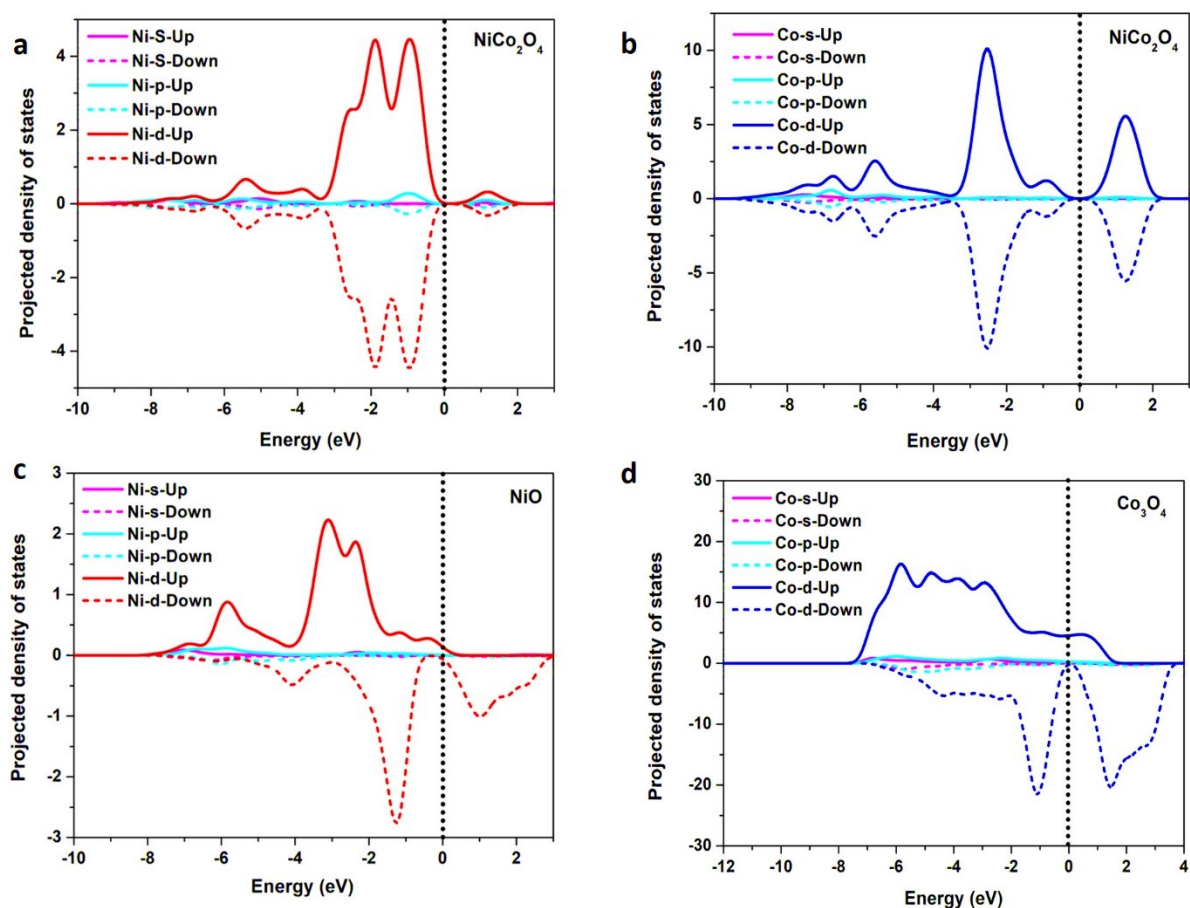 a
NiCo₂O₄
Ni-S-Up
Ni-S-Down
Ni-p-Up
Ni-p-Down
Ni-d-Up
Ni-d-Down
Projected density of states
4
2
0
-2
-4
-10 -8 -6 -4 -2 0 2
Energy (eV)
b
NiCo₂O₄
Co-s-Up
Co-s-Down
Co-p-Up
Co-p-Down
Co-d-Up
Co-d-Down
Projected density of states
10
5
0
-5
-10
-10 -8 -6 -4 -2 0 2
Energy (eV)
c
NiO
Ni-s-Up
Ni-s-Down
Ni-p-Up
Ni-p-Down
Ni-d-Up
Ni-d-Down
Projected density of states
3
2
1
0
-1
-2
-3
-10 -8 -6 -4 -2 0 2
Energy (eV)
d
Co₃O₄
Co-s-Up
Co-s-Down
Co-p-Up
Co-p-Down
Co-d-Up
Co-d-Down
Projected density of states
30
20
10
0
-10
-20
-30
-12 -10 -8 -6 -4 -2 0 2 4
Energy (eV)